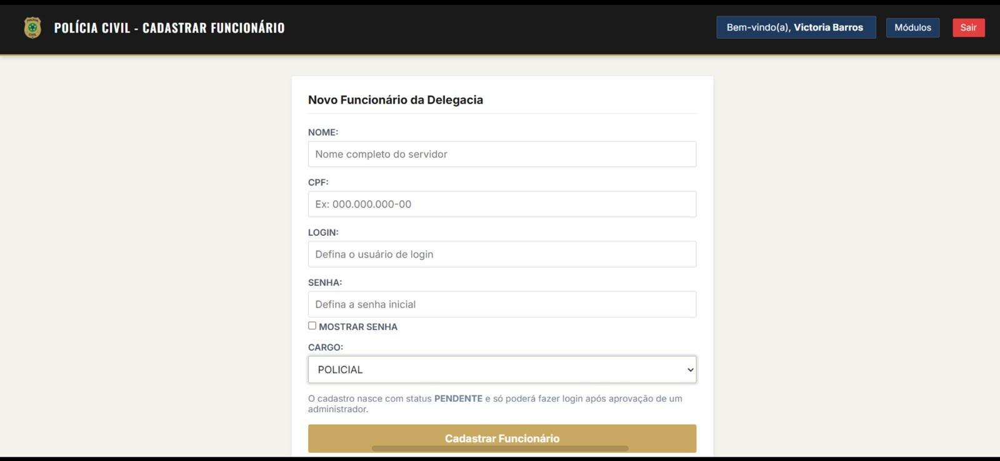 POLÍCIA CIVIL - CADASTRAR FUNCIONÁRIO
Bem-vindo(a), Victoria Barros
Módulos
Sair
Novo Funcionário da Delegacia
NOME:
Nome completo do servidor
CPF:
Ex: 000.000.000-00
LOGIN:
Defina o usuário de login
SENHA:
Defina a senha inicial
MOSTRAR SENHA
CARGO:
POLICIAL
O cadastro nasce com status PENDENTE e só poderá fazer login após aprovação de um
administrador.
Cadastrar Funcionário